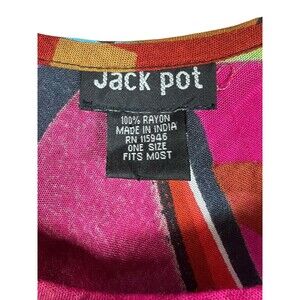 Jack pot
100% RAYON
MADE IN INDIA
RN 115946
ONE SIZE
FITS MOST